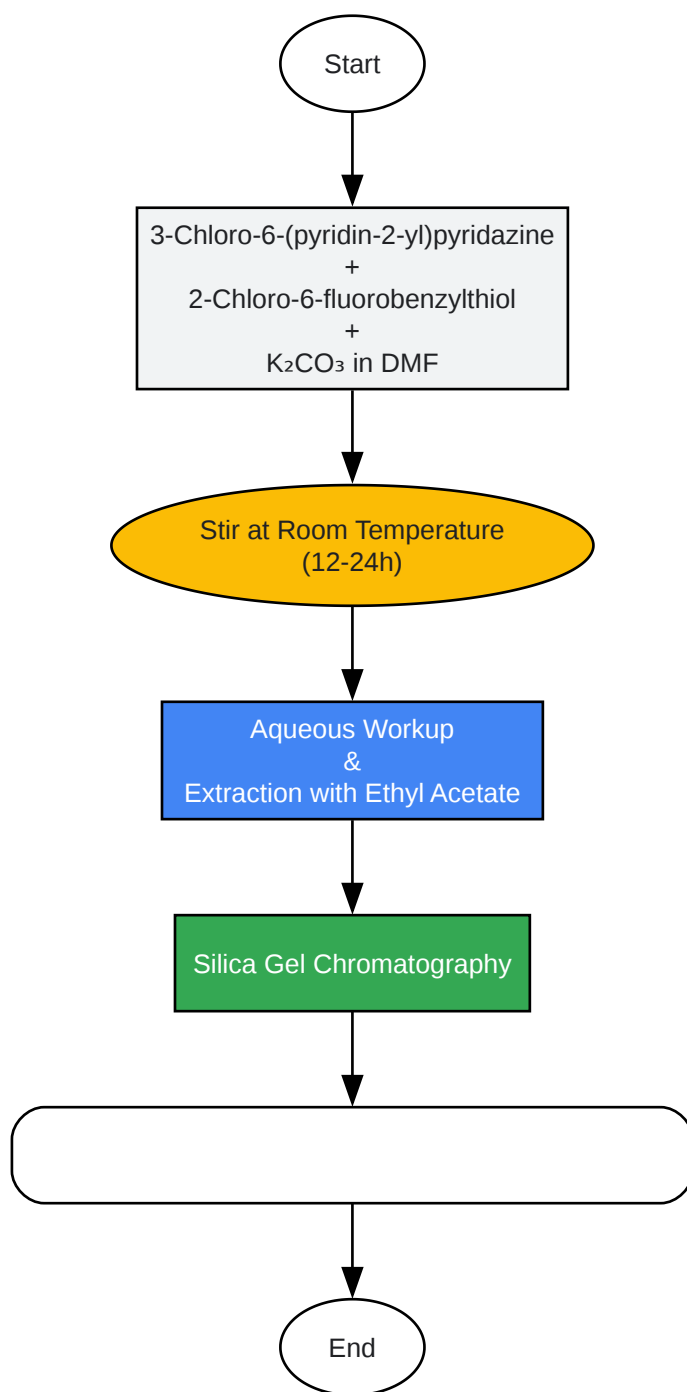 Start
3-Chloro-6-(pyridin-2-yl)pyridazine
+
2-Chloro-6-fluorobenzylthiol
+
K₂CO₃ in DMF
Stir at Room Temperature
(12-24h)
Aqueous Workup
&
Extraction with Ethyl Acetate
Silica Gel Chromatography
End